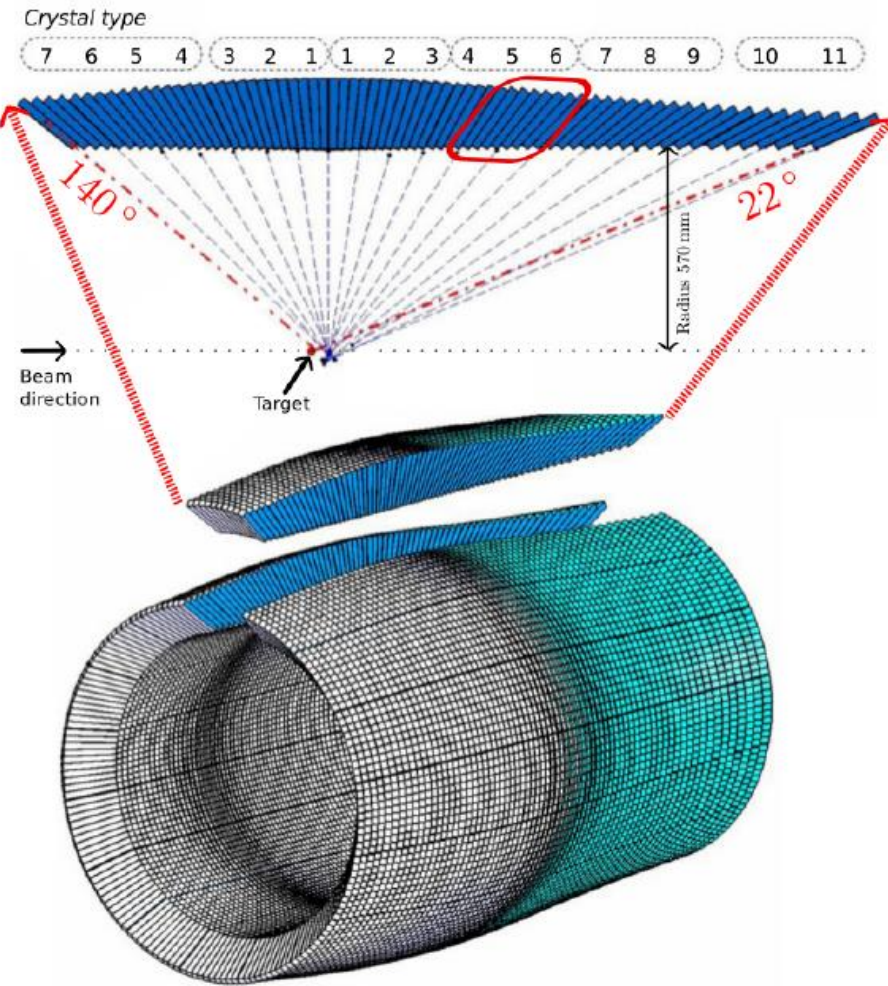 Crystal type
7 6 5 4 3 2 1 1 2 3 4 5 6 7 8 9 10 11
140°
22°
Radius 570 mm
Beam
direction
Target